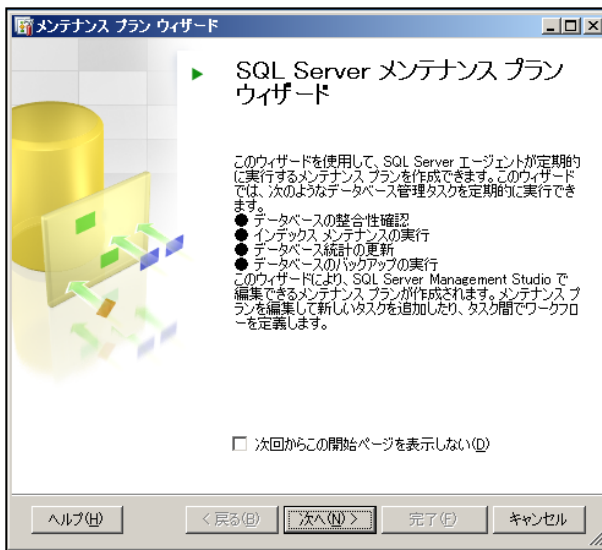 メンテナンス プラン ウィザード
SQL Server メンテナンス プラン
ウィザード
このウィザードを使用して、SQL Server エージェントが定期的
に実行するメンテナンス プランを作成できます。このウィザード
では、次のようなデータベース管理タスクを定期的に実行でき
ます。
● データベースの整合性確認
● インデックス メンテナンスの実行
● データベース統計の更新
● データベースのバックアップの実行
このウィザードにより、SQL Server Management Studio で
編集できるメンテナンス プランが作成されます。メンテナンス プ
ランを編集して新しいタスクを追加したり、タスク間でワークフロ
ーを定義します。
次回からこの開始ページを表示しない(D)
ヘルプ(H) < 戻る(B) 次へ(N) > 完了(F) キャンセル